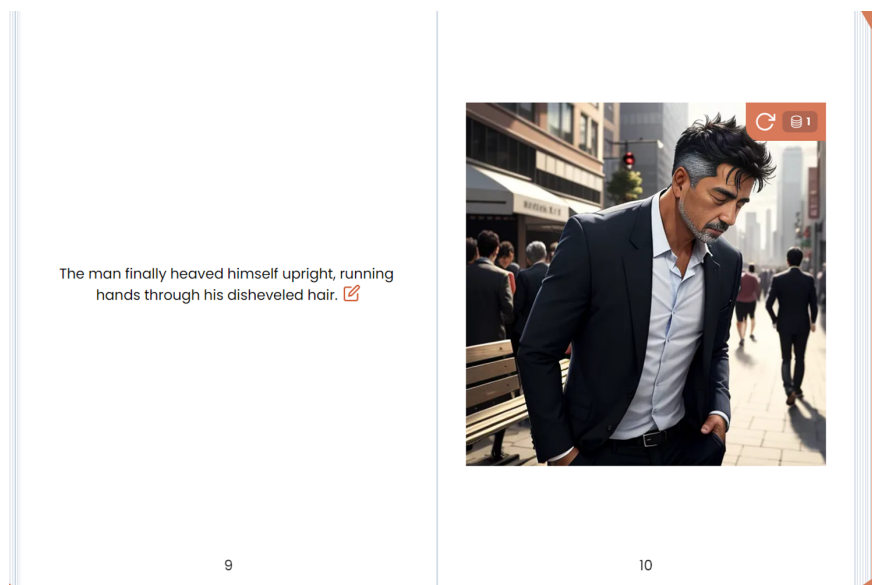 The man finally heaved himself upright, running
hands through his disheveled hair.
1
9
10